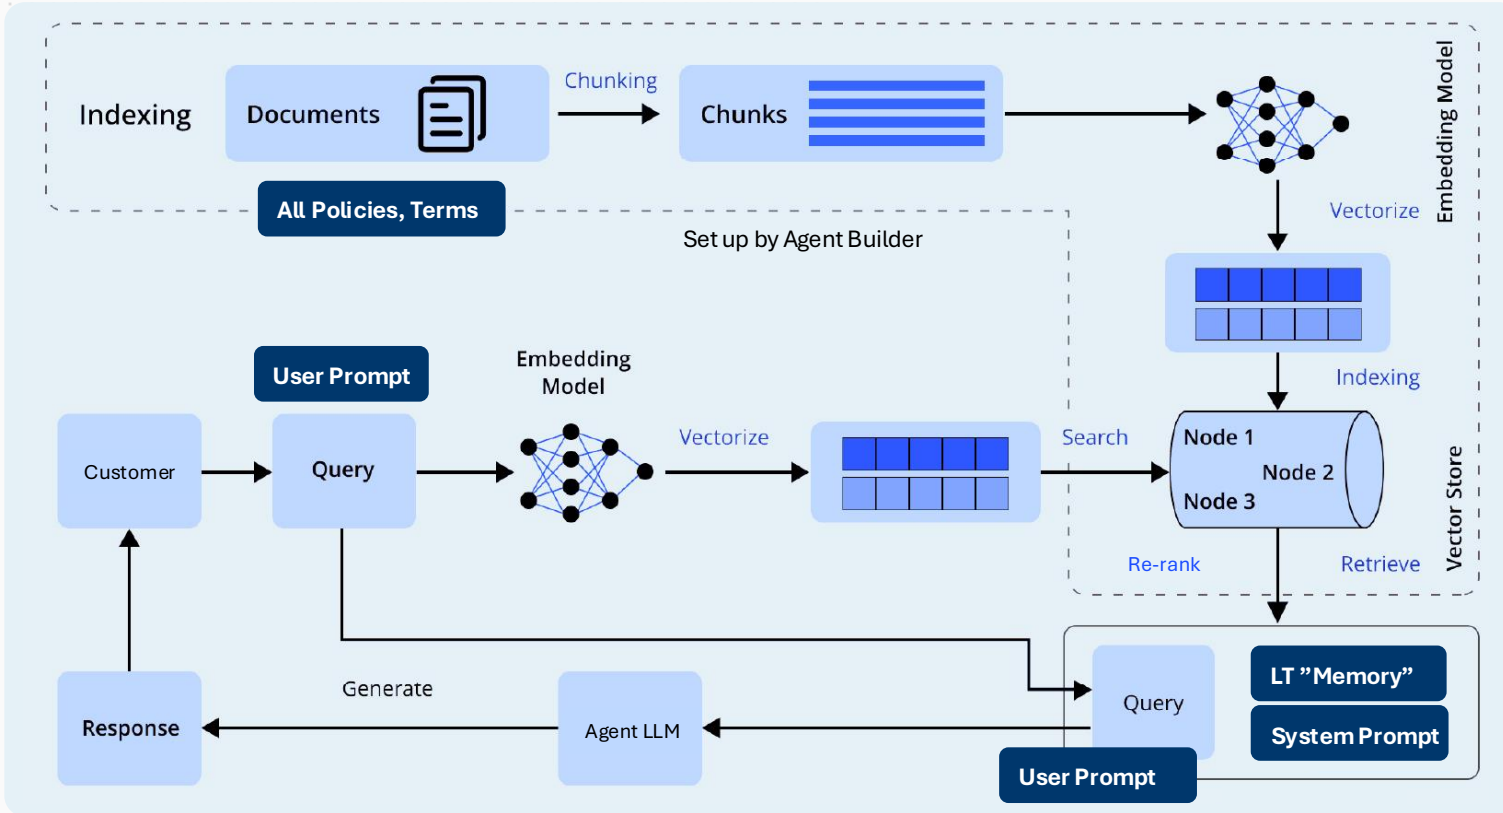 Indexing
Documents
Chunking
Chunks
Embedding Model
All Policies, Terms
Set up by Agent Builder
Vectorize
Indexing
User Prompt
Embedding
Model
Customer
Query
Vectorize
Search
Node 1
Node 2
Node 3
Vector Store
Re-rank
Retrieve
Response
Generate
Agent LLM
Query
LT ”Memory”
System Prompt
User Prompt